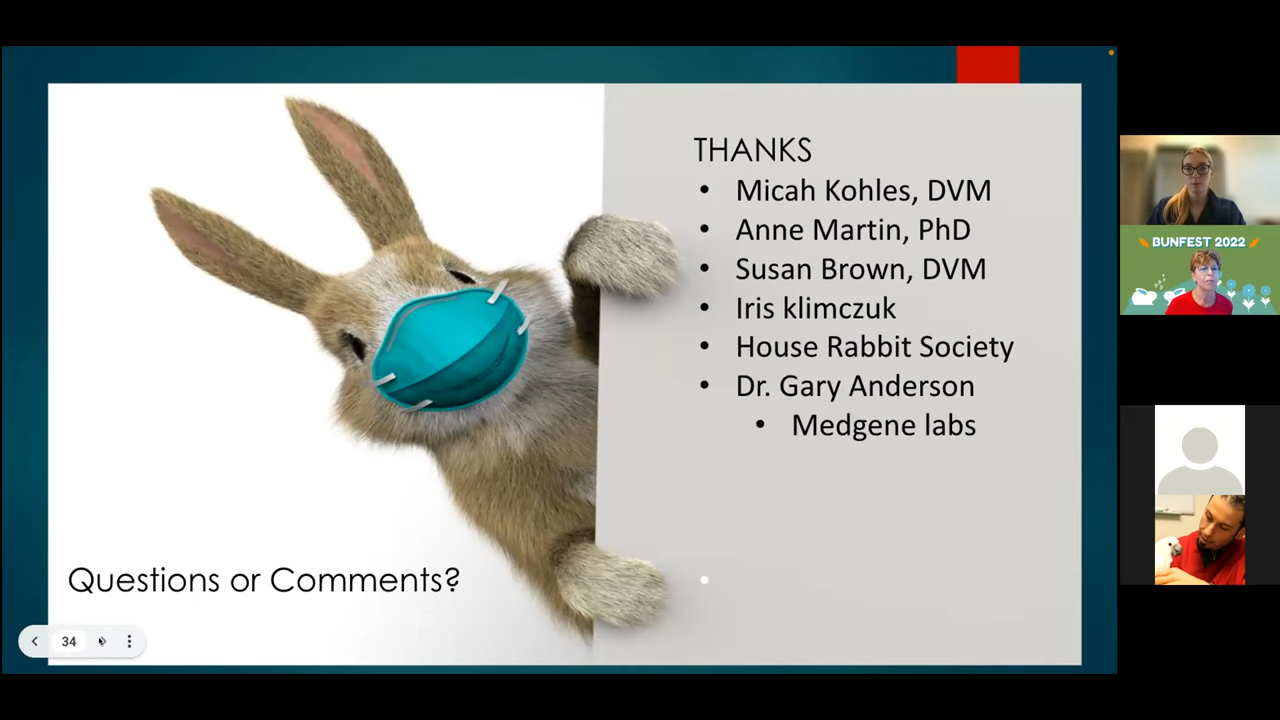 THANKS
• Micah Kohles, DVM
• Anne Martin, PhD
• Susan Brown, DVM
• Iris klimczuk
• House Rabbit Society
• Dr. Gary Anderson
• Medgene labs
Questions or Comments?
34
BUNFEST 2022